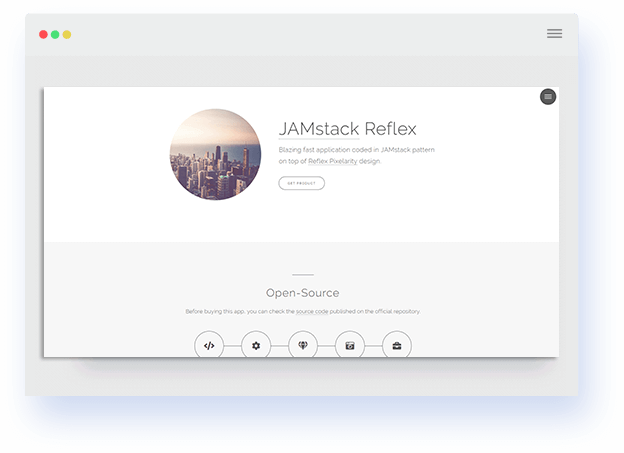 JAMstack Reflex
Blazing fast application coded in JAMstack pattern
on top of Reflex Pixelarity design.
GET PRODUCT
Open-Source
Before buying this app, you can check the source code published on the official repository.